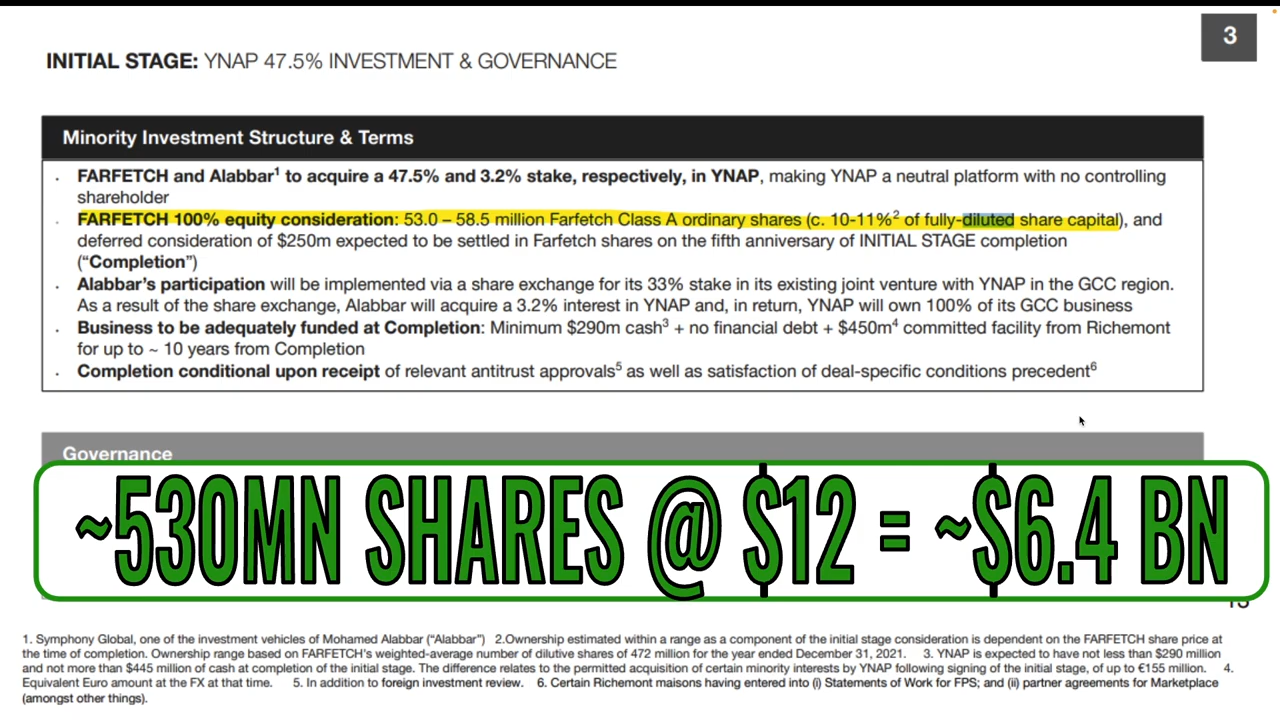 3
INITIAL STAGE: YNAP 47.5% INVESTMENT & GOVERNANCE
Minority Investment Structure & Terms
· FARFETCH and Alabbar1 to acquire a 47.5% and 3.2% stake, respectively, in YNAP, making YNAP a neutral platform with no controlling
shareholder
· FARFETCH 100% equity consideration: 53.0 – 58.5 million Farfetch Class A ordinary shares (c. 10-11%2 of fully-diluted share capital), and
deferred consideration of $250m expected to be settled in Farfetch shares on the fifth anniversary of INITIAL STAGE completion
(“Completion”)
· Alabbar’s participation will be implemented via a share exchange for its 33% stake in its existing joint venture with YNAP in the GCC region.
As a result of the share exchange, Alabbar will acquire a 3.2% interest in YNAP and, in return, YNAP will own 100% of its GCC business
· Business to be adequately funded at Completion: Minimum $290m cash3 + no financial debt + $450m4 committed facility from Richemont
for up to ~ 10 years from Completion
· Completion conditional upon receipt of relevant antitrust approvals5 as well as satisfaction of deal-specific conditions precedent6
Governance
~530MN SHARES @ $12 = ~$6.4 BN
1. Symphony Global, one of the investment vehicles of Mohamed Alabbar (“Alabbar”) 2.Ownership estimated within a range as a component of the initial stage consideration is dependent on the FARFETCH share price at
the time of completion. Ownership range based on FARFETCH’s weighted-average number of dilutive shares of 472 million for the year ended December 31, 2021. 3. YNAP is expected to have not less than $290 million
and not more than $445 million of cash at completion of the initial stage. The difference relates to the permitted acquisition of certain minority interests by YNAP following signing of the initial stage, of up to €155 million. 4.
Equivalent Euro amount at the FX at that time. 5. In addition to foreign investment review. 6. Certain Richemont maisons having entered into (i) Statements of Work for FPS; and (ii) partner agreements for Marketplace
(amongst other things).